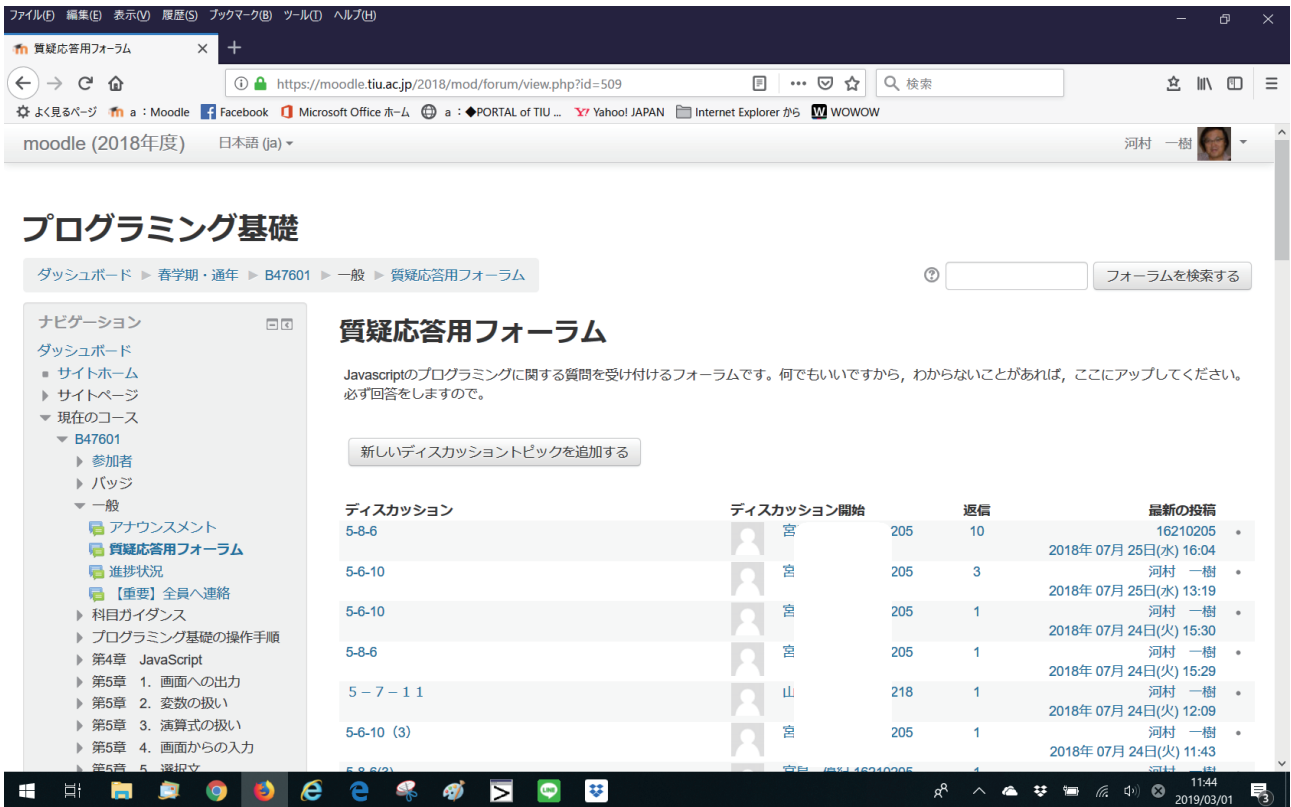 ファイル(F) 編集(E) 表示(V) 履歴(S) ブックマーク(B) ツール(T) ヘルプ(H)
質疑応答用フォーラム
https://moodle.tiu.ac.jp/2018/mod/forum/view.php?id=509
検索
よく見るページ a:Moodle Facebook Microsoft Office ホーム a:◆PORTAL of TIU ... Yahoo! JAPAN Internet Explorer から WOWOW
moodle (2018年度) 日本語 (ja)
河村 一樹
プログラミング基礎
ダッシュボード ▶ 春学期・通年 ▶ B47601 ▶ 一般 ▶ 質疑応答用フォーラム
フォーラムを検索する
ナビゲーション
ダッシュボード
サイトホーム
サイトページ
現在のコース
B47601
参加者
バッジ
一般
アナウンスメント
質疑応答用フォーラム
進捗状況
【重要】全員へ連絡
科目ガイダンス
プログラミング基礎の操作手順
第4章 JavaScript
第5章 1．画面への出力
第5章 2．変数の扱い
第5章 3．演算式の扱い
第5章 4．画面からの入力
第5章 5．選択文
質疑応答用フォーラム
Javascriptのプログラミングに関する質問を受け付けるフォーラムです。何でもいいですから，わからないことがあれば，ここにアップしてください。
必ず回答をしますので。
新しいディスカッショントピックを追加する
ディスカッション ディスカッション開始 返信 最新の投稿
5-8-6 宮 205 10 16210205
2018年 07月 25日(水) 16:04
5-6-10 宮 205 3 河村 一樹
2018年 07月 25日(水) 13:19
5-6-10 宮 205 1 河村 一樹
2018年 07月 24日(火) 15:30
5-8-6 宮 205 1 河村 一樹
2018年 07月 24日(火) 15:29
５－７－１１ 山 218 1 河村 一樹
2018年 07月 24日(火) 12:09
5-6-10（3） 宮 205 1 河村 一樹
2018年 07月 24日(火) 11:43
5-8-6(3) 16210205 1 河村 一樹
11:44
2019/03/01
3